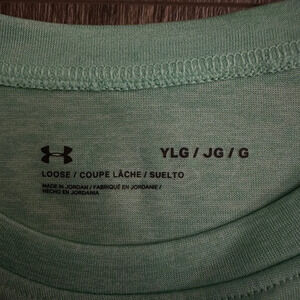 YLG / JG / G
LOOSE / COUPE LÂCHE / SUELTO
MADE IN JORDAN / FABRIQUÉ EN JORDANIE /
HECHO EN JORDANIA